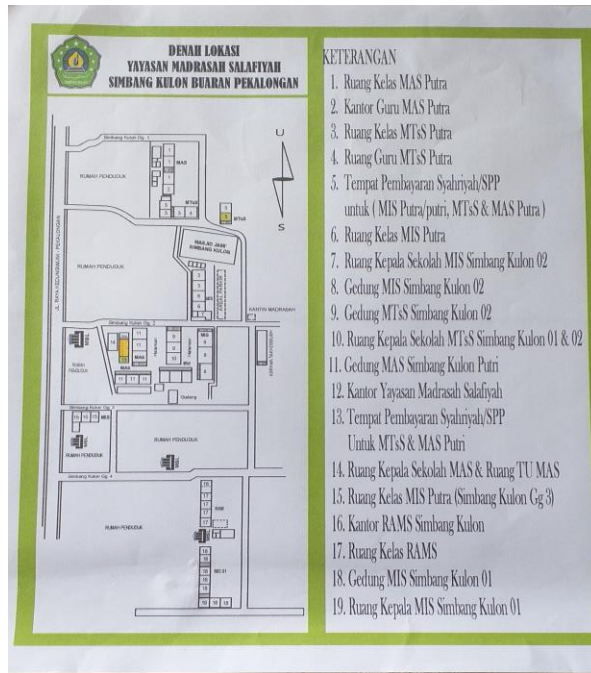 DENAH LOKASI
YAYASAN MADRASAH SALAFIYAH
SIMBANG KULON BUARAN PEKALONGAN
Simbang Kulon Gg. 1
U
S
MAS
RUMAH PENDUDUK
MTsS
MTsS
MASJID JAMI'
SIMBANG KULON
RUMAH PENDUDUK
KANTIN MADRASAH
Simbang Kulon Gg. 2
MAS
Gudang
Simbang Kulon Gg. 3
RUMAH PENDUDUK
RUMAH PENDUDUK
Simbang Kulon Gg. 4
RUMAH PENDUDUK
KETERANGAN
1. Ruang Kelas MAS Putra
2. Kantor Guru MAS Putra
3. Ruang Kelas MTsS Putra
4. Ruang Guru MTsS Putra
5. Tempat Pembayaran Syahriyah/SPP
untuk ( MIS Putra/putri, MTsS & MAS Putra )
6. Ruang Kelas MIS Putra
7. Ruang Kepala Sekolah MIS Simbang Kulon 02
8. Gedung MIS Simbang Kulon 02
9. Gedung MTsS Simbang Kulon 02
10. Ruang Kepala Sekolah MTsS Simbang Kulon 01 & 02
11. Gedung MAS Simbang Kulon Putri
12. Kantor Yayasan Madrasah Salafiyah
13. Tempat Pembayaran Syahriyah/SPP
Untuk MTsS & MAS Putri
14. Ruang Kepala Sekolah MAS & Ruang TU MAS
15. Ruang Kelas MIS Putra (Simbang Kulon Gg 3)
16. Kantor RAMS Simbang Kulon
17. Ruang Kelas RAMS
18. Gedung MIS Simbang Kulon 01
19. Ruang Kepala MIS Simbang Kulon 01